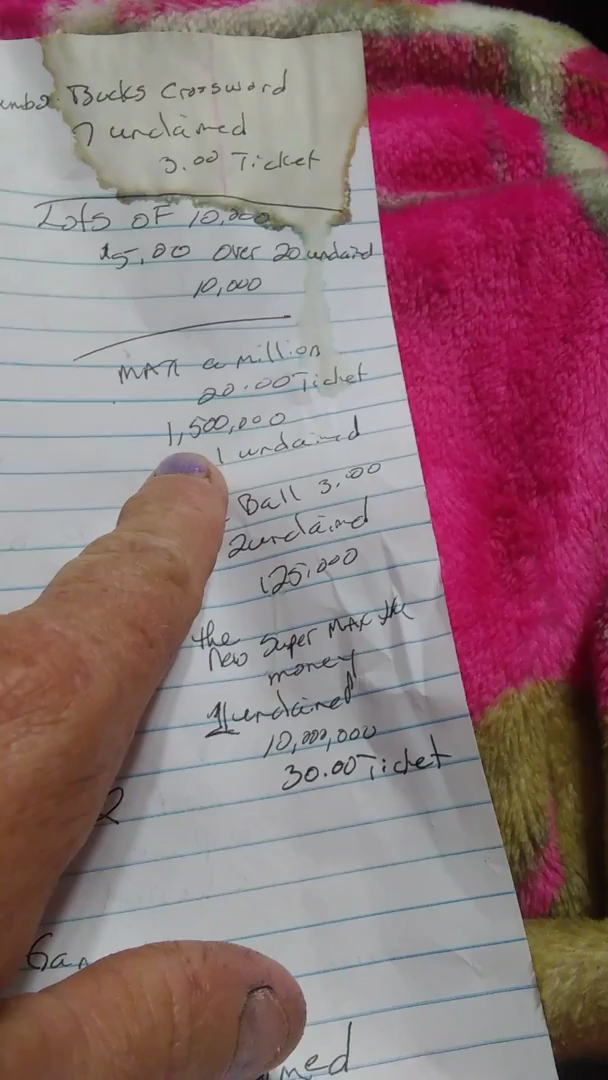 Bucks Crossword
7 unclaimed
3.00 Ticket
Lots OF 10,000
$5,00 over 20 unclaimed
10,000
MAX a million
20.00 Ticket
1,500,000
1 unclaimed
Ball 3.00
2 unclaimed
125,000
the
New Super MAX the
money
1 unclaimed
10,000,000
30.00 Ticket
2